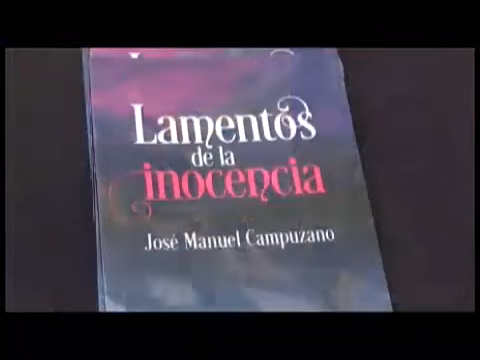 Lamentos
de la
inocencia
José Manuel Campuzano